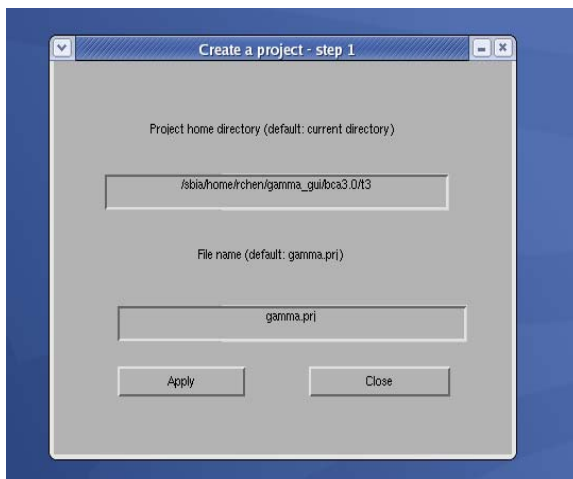 Create a project - step 1
Project home directory (default: current directory)
/sbia/home/rchen/gamma_gui/bca3.0/t3
File name (default: gamma.prj)
gamma.prj
Apply
Close